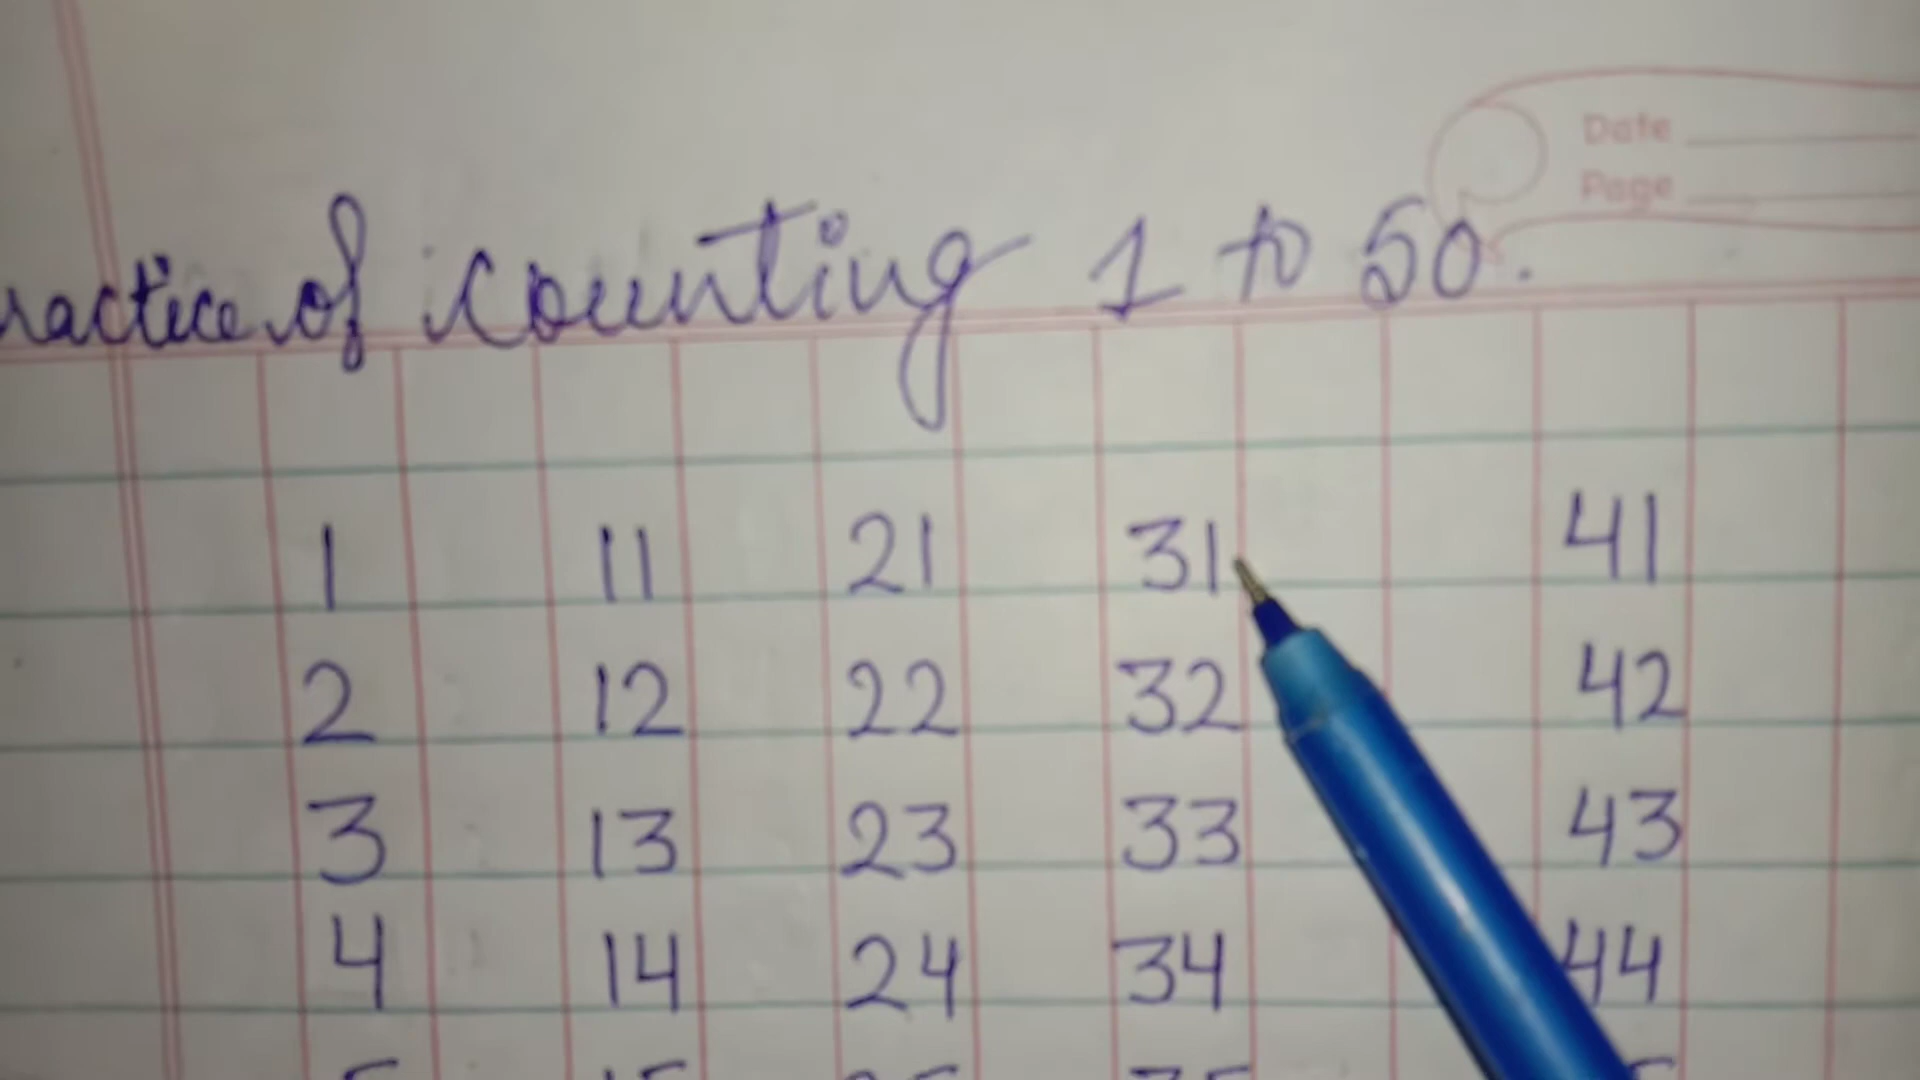 Date
Page
ractice of counting 1 to 50.
1 11 21 31 41
2 12 22 32 42
3 13 23 33 43
4 14 24 34 44